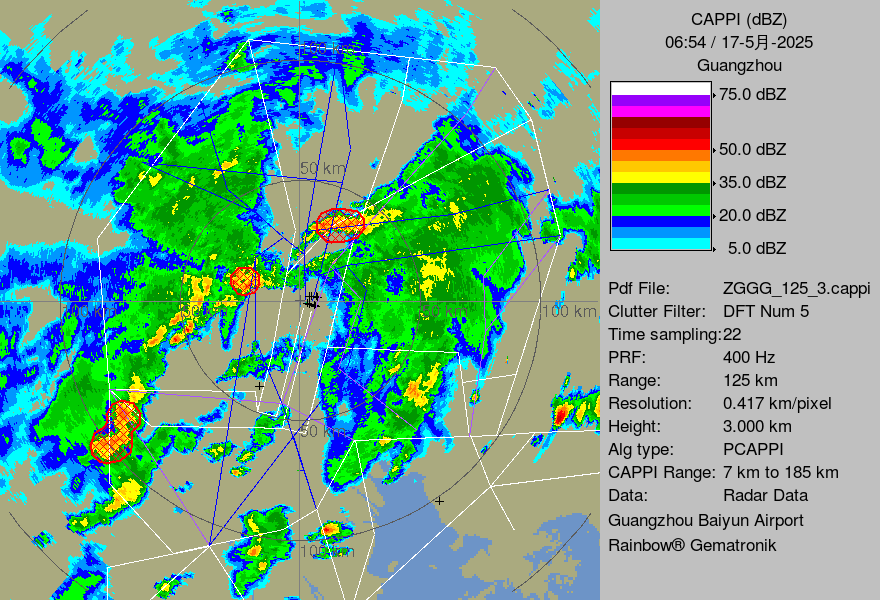 CAPPI (dBZ)
06:54 / 17-5月-2025
Guangzhou
75.0 dBZ
50.0 dBZ
35.0 dBZ
20.0 dBZ
5.0 dBZ
Pdf File: ZGGG_125_3.cappi
Clutter Filter: DFT Num 5
Time sampling:22
PRF: 400 Hz
Range: 125 km
Resolution: 0.417 km/pixel
Height: 3.000 km
Alg type: PCAPPI
CAPPI Range: 7 km to 185 km
Data: Radar Data
Guangzhou Baiyun Airport
Rainbow® Gematronik
50 km
100 km
50 km
100 km